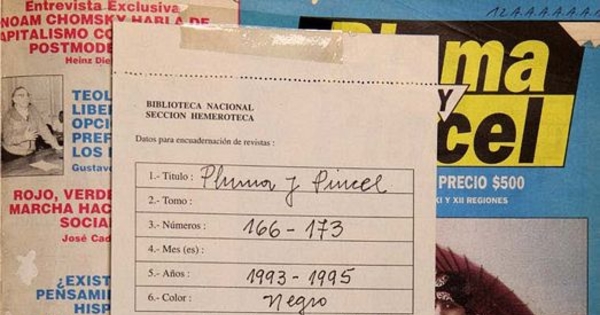 Entrevista Exclusiva
NOAM CHOMSKY HABLA DE
CAPITALISMO CO
POSTMODE
Heinz Die
TEOL
LIBE
OPCI
PREF
LOS
Gustavo
ROJO, VERDE
MARCHA HAC
SOCIAL
José Cad
¿EXIST
PENSAMI
HISP
BIBLIOTECA NACIONAL
SECCION HEMEROTECA
Datos para encuadernación de revistas :
1.- Titulo : Pluma y Pincel
2.- Tomo :
3.- Números : 166 - 173
4.- Mes (es) :
5.- Años : 1993 - 1995
6.- Color : Negro
12 A.A.A.A.A.A
ma
Y
cel
PRECIO $500
XI Y XII REGIONES